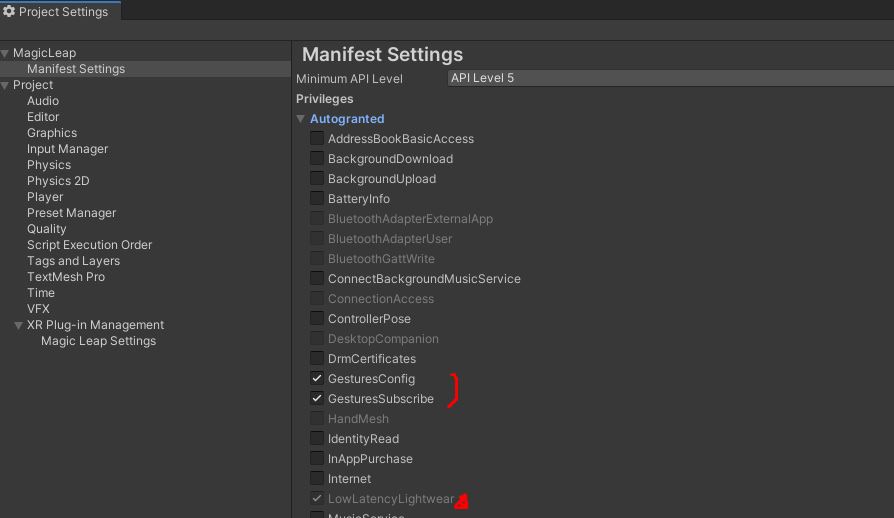 Project Settings
MagicLeap
Manifest Settings
Project
Audio
Editor
Graphics
Input Manager
Physics
Physics 2D
Player
Preset Manager
Quality
Script Execution Order
Tags and Layers
TextMesh Pro
Time
VFX
XR Plug-in Management
Magic Leap Settings
Manifest Settings
Minimum API Level API Level 5
Privileges
Autogranted
AddressBookBasicAccess
BackgroundDownload
BackgroundUpload
BatteryInfo
BluetoothAdapterExternalApp
BluetoothAdapterUser
BluetoothGattWrite
ConnectBackgroundMusicService
ConnectionAccess
ControllerPose
DesktopCompanion
DrmCertificates
GesturesConfig
GesturesSubscribe
HandMesh
IdentityRead
InAppPurchase
Internet
LowLatencyLightwear
MusicService